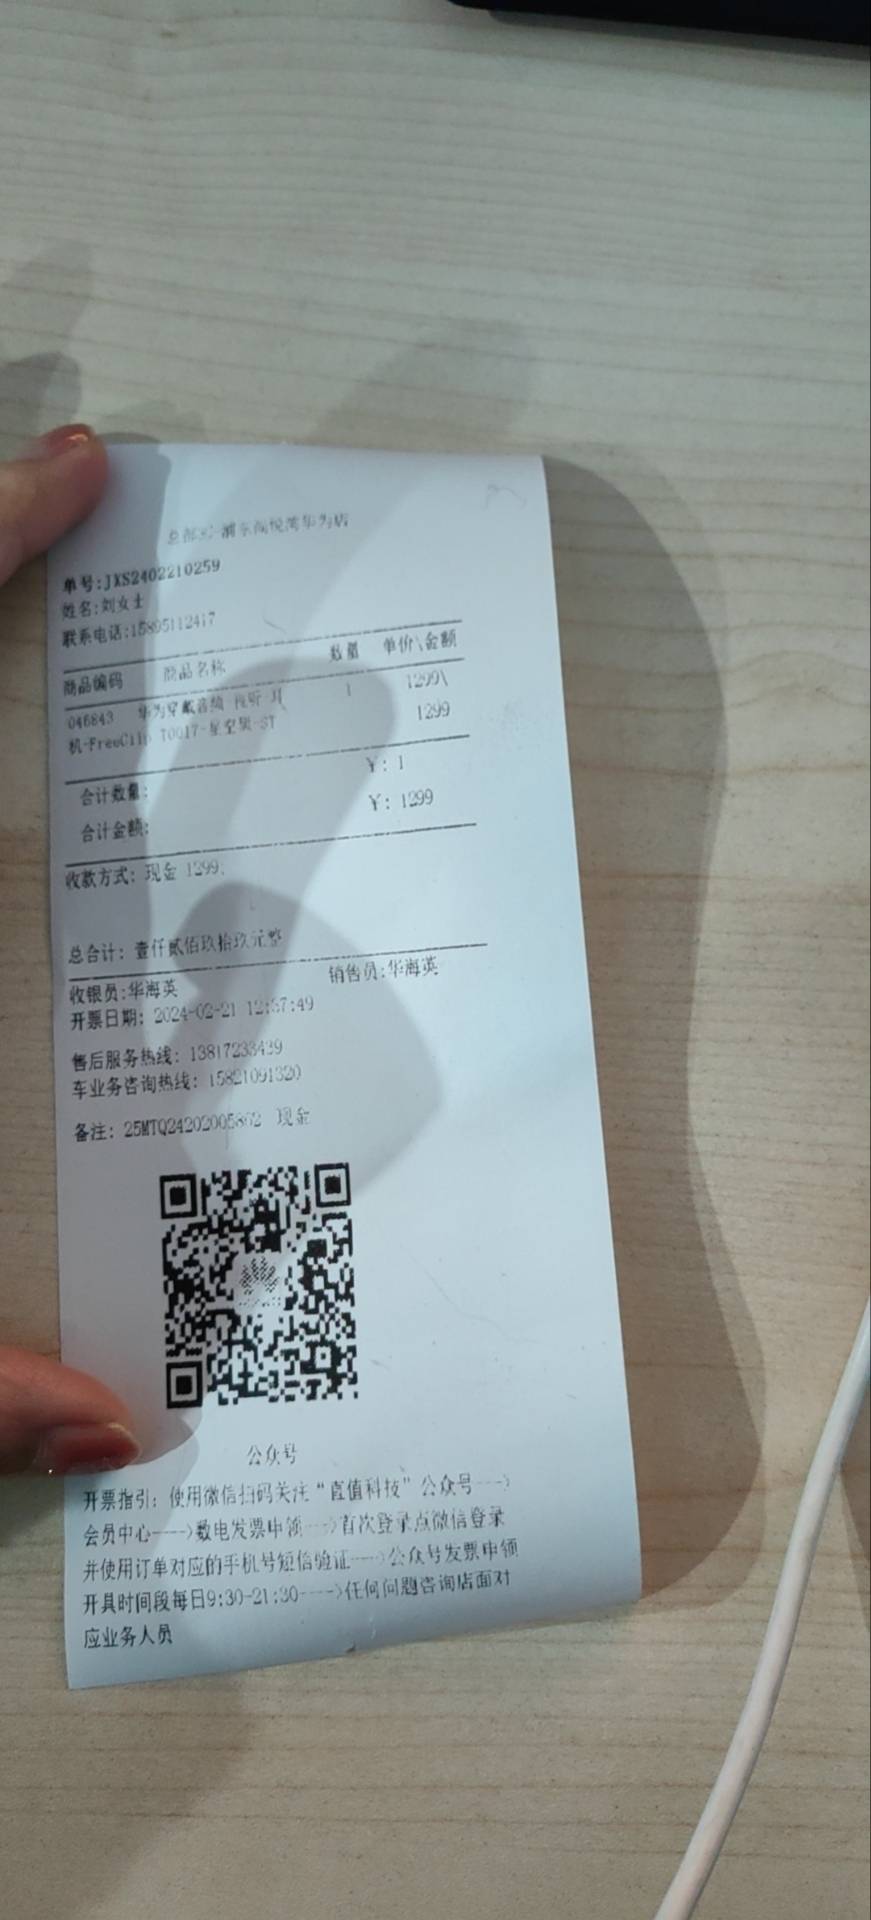 浦东尚悦湾华为店
单号:JXS2402210259
姓名:刘女士
联系电话:15805112417
商品编码 商品名称 数量 单价\金额
046843 华为穿戴音频 耳 1 1299\
机-FreeClip T0017-星空黑-ST 1299
合计数量: ¥: 1
合计金额: ¥: 1299
收款方式: 现金 1299
总合计: 壹仟贰佰玖拾玖元整
收银员:华海英 销售员:华海英
开票日期: 2024-02-21 12:37:49
售后服务热线: 13817233439
车业务咨询热线: 15821091320
备注: 25MTQ24202005862 现金
公众号
开票指引: 使用微信扫码关注“直值科技”公众号--->
会员中心---->数电发票申领--->首次登录点微信登录
并使用订单对应的手机号短信验证---->公众号发票申领
开具时间段每日9:30-21:30---->任何问题咨询店面对
应业务人员